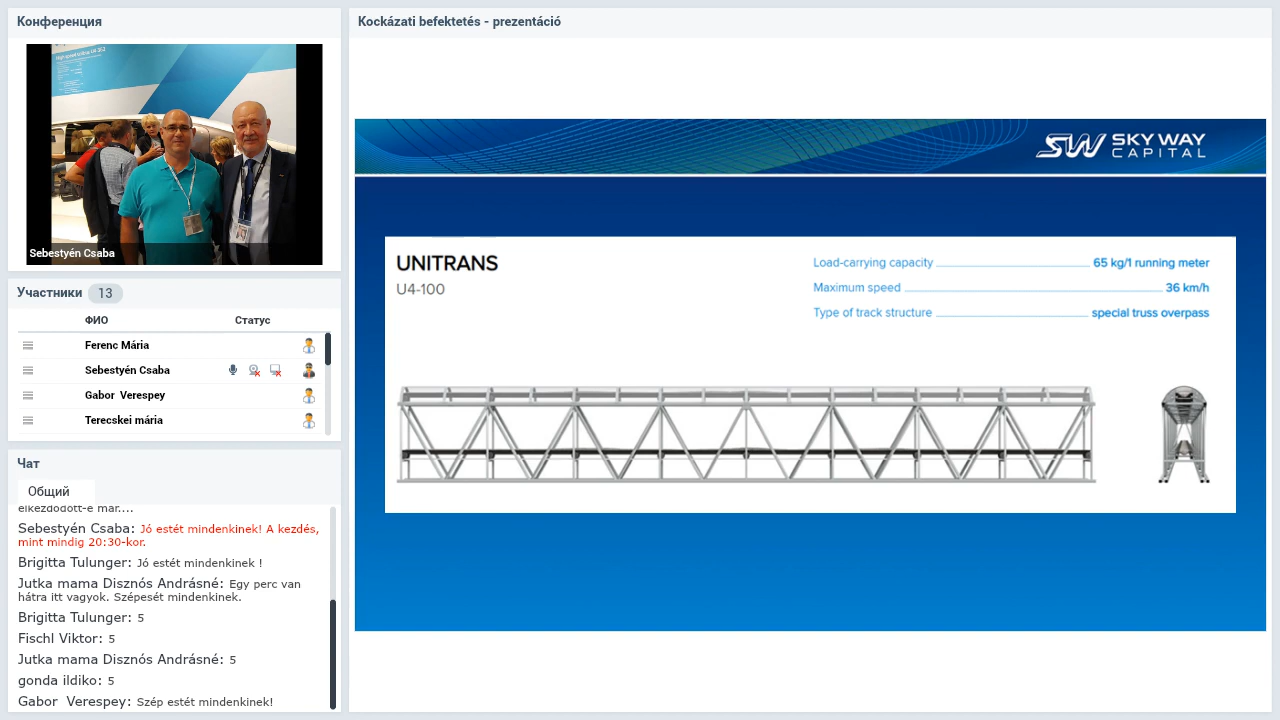 Конференция
Sebestyén Csaba
Участники 13
ФИО Статус
Ferenc Mária
Sebestyén Csaba
Gabor Verespey
Terecskei mária
Чат
Общий
elkezdődött-e már....
Sebestyén Csaba: Jó estét mindenkinek! A kezdés,
mint mindig 20:30-kor.
Brigitta Tulunger: Jó estét mindenkinek !
Jutka mama Disznós Andrásné: Egy perc van
hátra itt vagyok. Szépesét mindenkinek.
Brigitta Tulunger: 5
Fischl Viktor: 5
Jutka mama Disznós Andrásné: 5
gonda ildiko: 5
Gabor Verespey: Szép estét mindenkinek!
Kockázati befektetés - prezentáció
SW SKY WAY
CAPITAL
UNITRANS
U4-100
Load-carrying capacity 65 kg/1 running meter
Maximum speed 36 km/h
Type of track structure special truss overpass